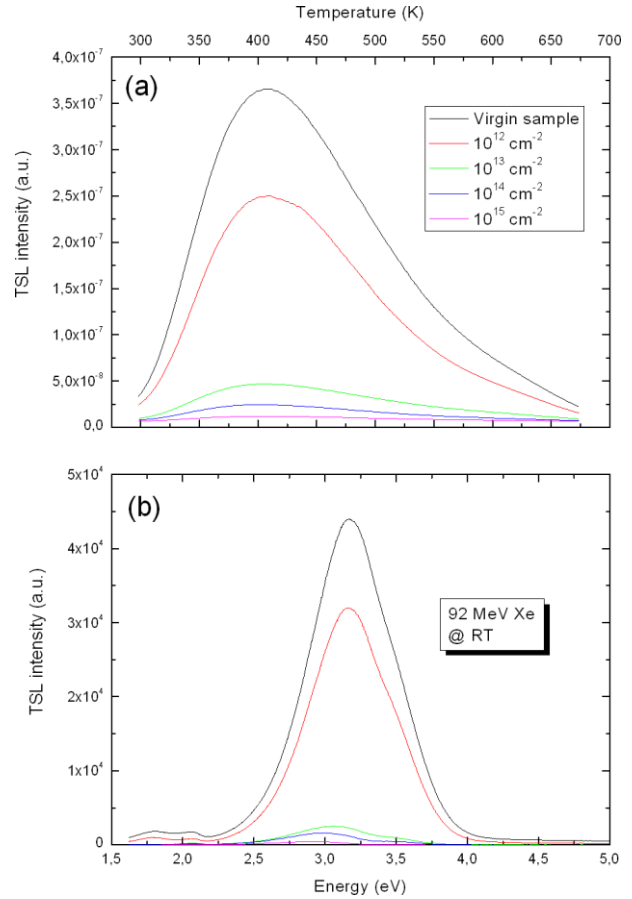 Temperature (K)
300 350 400 450 500 550 600 650 700
4,0x10⁻⁷
3,5x10⁻⁷
3,0x10⁻⁷
2,5x10⁻⁷
2,0x10⁻⁷
1,5x10⁻⁷
1,0x10⁻⁷
5,0x10⁻⁸
0,0
TSL intensity (a.u.)
(a)
Virgin sample
10¹² cm⁻²
10¹³ cm⁻²
10¹⁴ cm⁻²
10¹⁵ cm⁻²
5x10⁴
4x10⁴
3x10⁴
2x10⁴
1x10⁴
0
TSL intensity (a.u.)
(b)
92 MeV Xe
@ RT
1,5 2,0 2,5 3,0 3,5 4,0 4,5 5,0
Energy (eV)